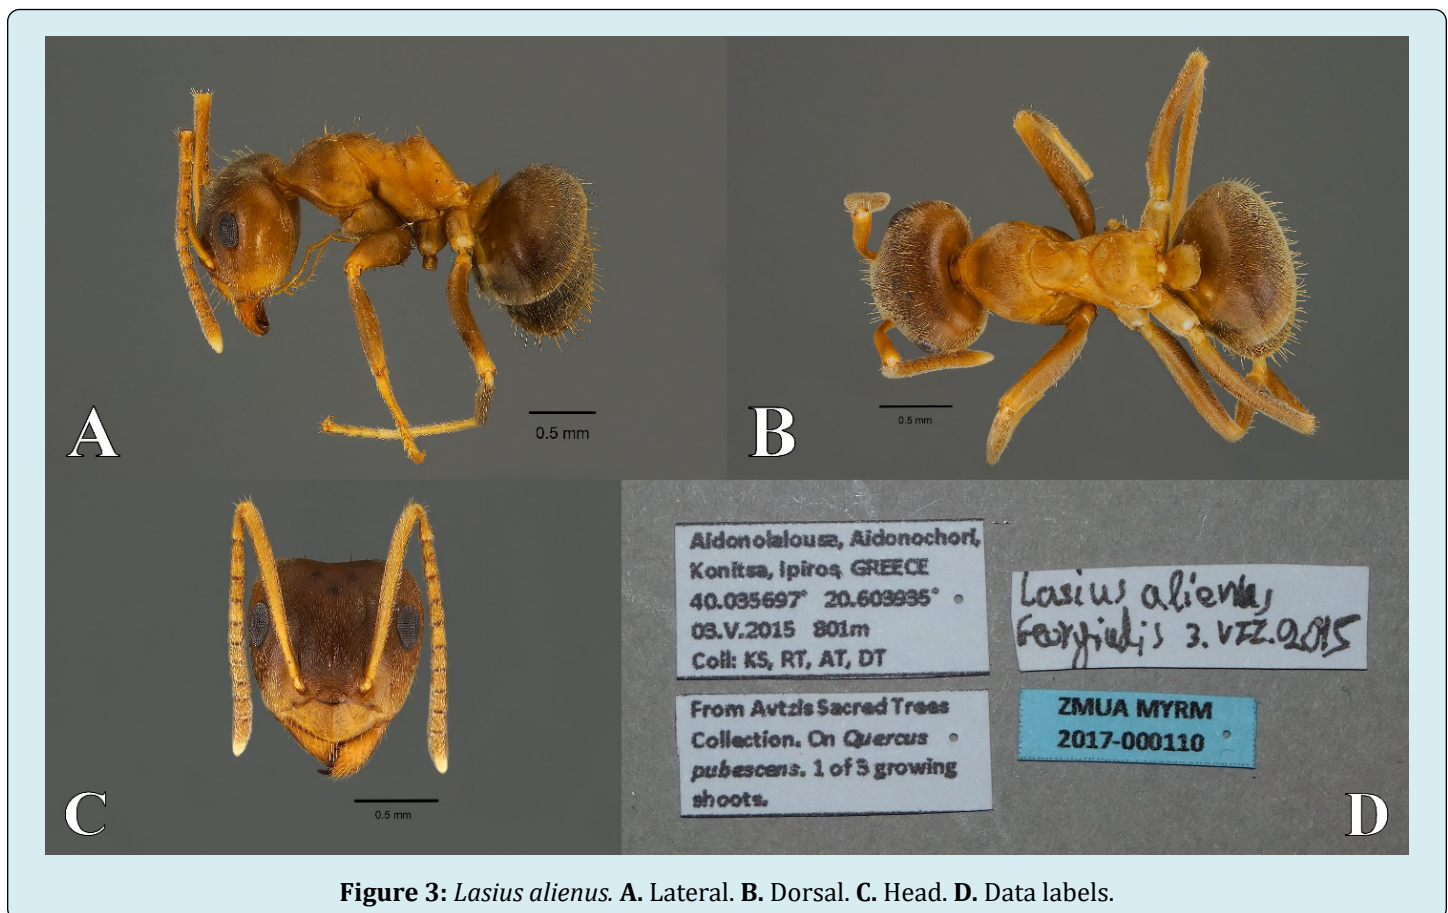 A
0.5 mm
B
0.5 mm
C
0.5 mm
Aidonolalousa, Aidonochori,
Konitsa, Ipiros, GREECE
40.035697° 20.603935°
03.V.2015 801m
Coll: KS, RT, AT, DT
From Avtzis Sacred Trees
Collection. On Quercus
pubescens. 1 of 3 growing
shoots.
Lasius alienus
3.VII.2015
ZMUA MYRM
2017-000110
D
Figure 3: Lasius alienus. A. Lateral. B. Dorsal. C. Head. D. Data labels.